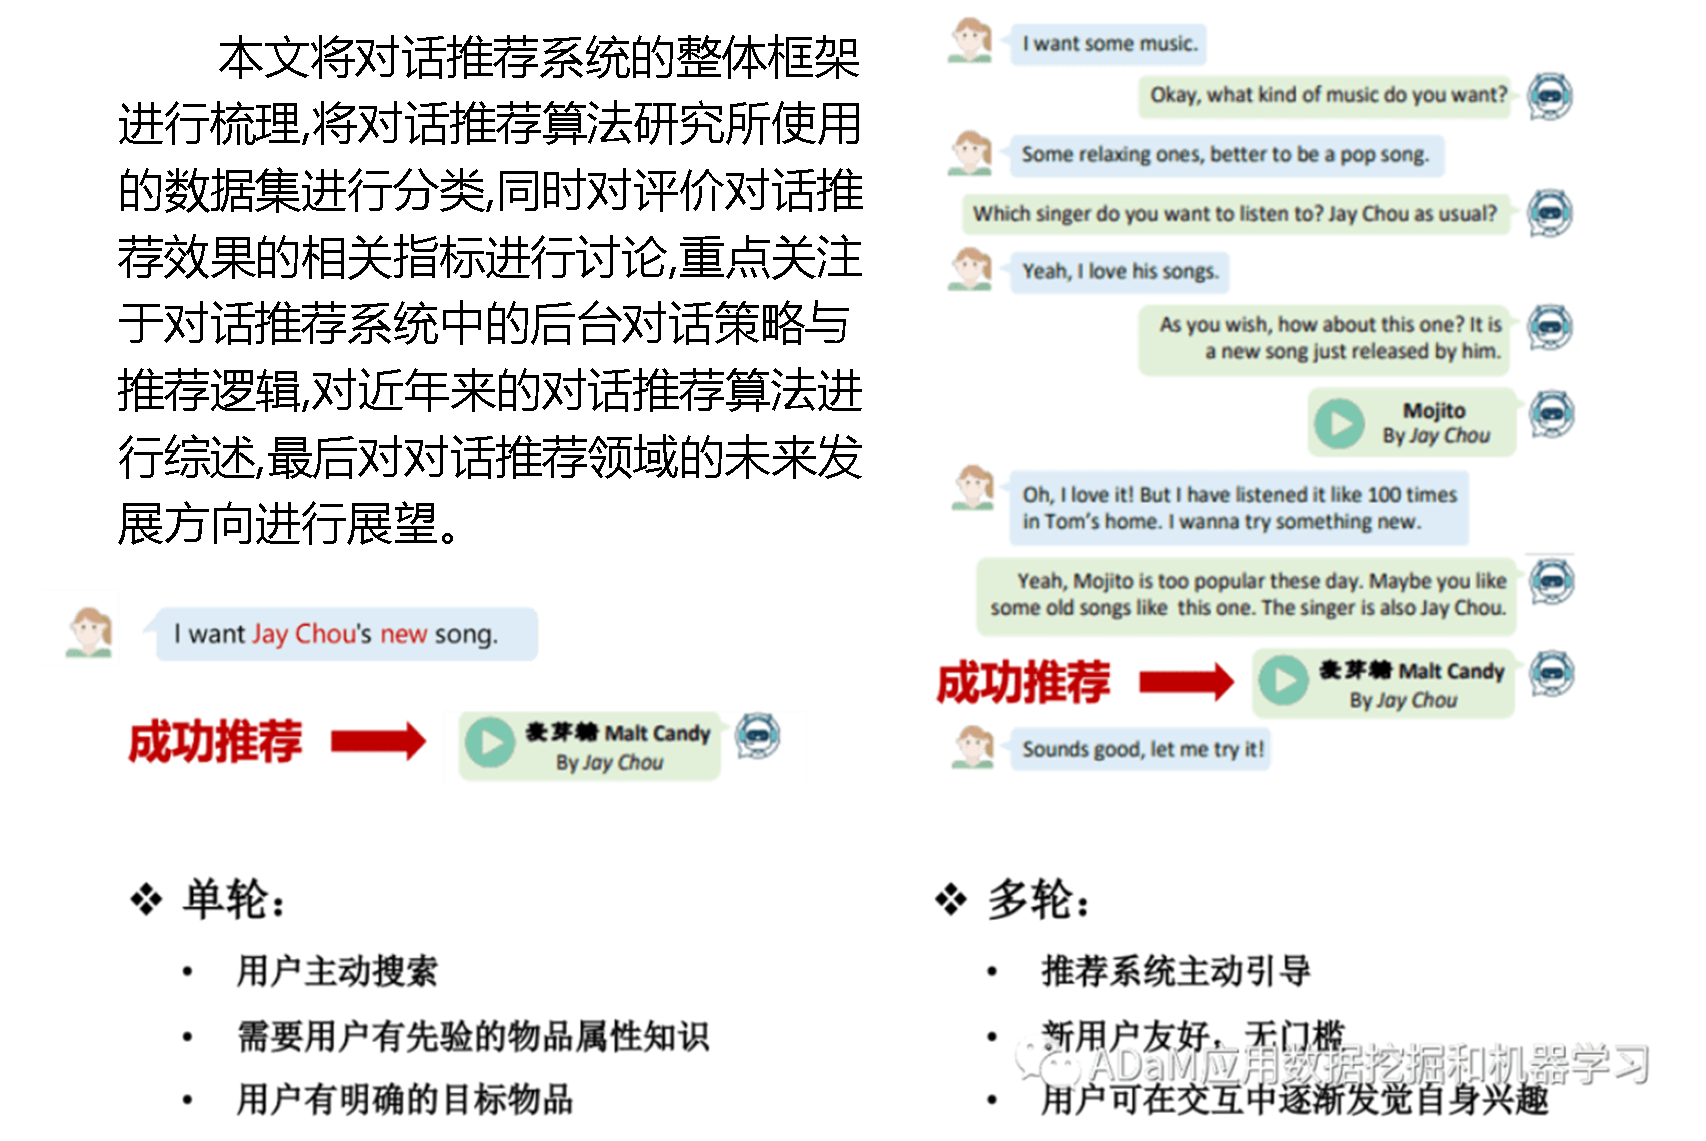 本文将对话推荐系统的整体框架
进行梳理,将对话推荐算法研究所使用
的数据集进行分类,同时对评价对话推
荐效果的相关指标进行讨论,重点关注
于对话推荐系统中的后台对话策略与
推荐逻辑,对近年来的对话推荐算法进
行综述,最后对对话推荐领域的未来发
展方向进行展望。
I want Jay Chou's new song.
成功推荐
麦芽糖 Malt Candy
By Jay Chou
单轮：
• 用户主动搜索
• 需要用户有先验的物品属性知识
• 用户有明确的目标物品
I want some music.
Okay, what kind of music do you want?
Some relaxing ones, better to be a pop song.
Which singer do you want to listen to? Jay Chou as usual?
Yeah, I love his songs.
As you wish, how about this one? It is
a new song just released by him.
Mojito
By Jay Chou
Oh, I love it! But I have listened it like 100 times
in Tom's home. I wanna try something new.
Yeah, Mojito is too popular these day. Maybe you like
some old songs like this one. The singer is also Jay Chou.
成功推荐
麦芽糖 Malt Candy
By Jay Chou
Sounds good, let me try it!
多轮：
• 推荐系统主动引导
• 新用户友好，无门槛
• 用户可在交互中逐渐发觉自身兴趣
ADaM应用数据挖掘和机器学习